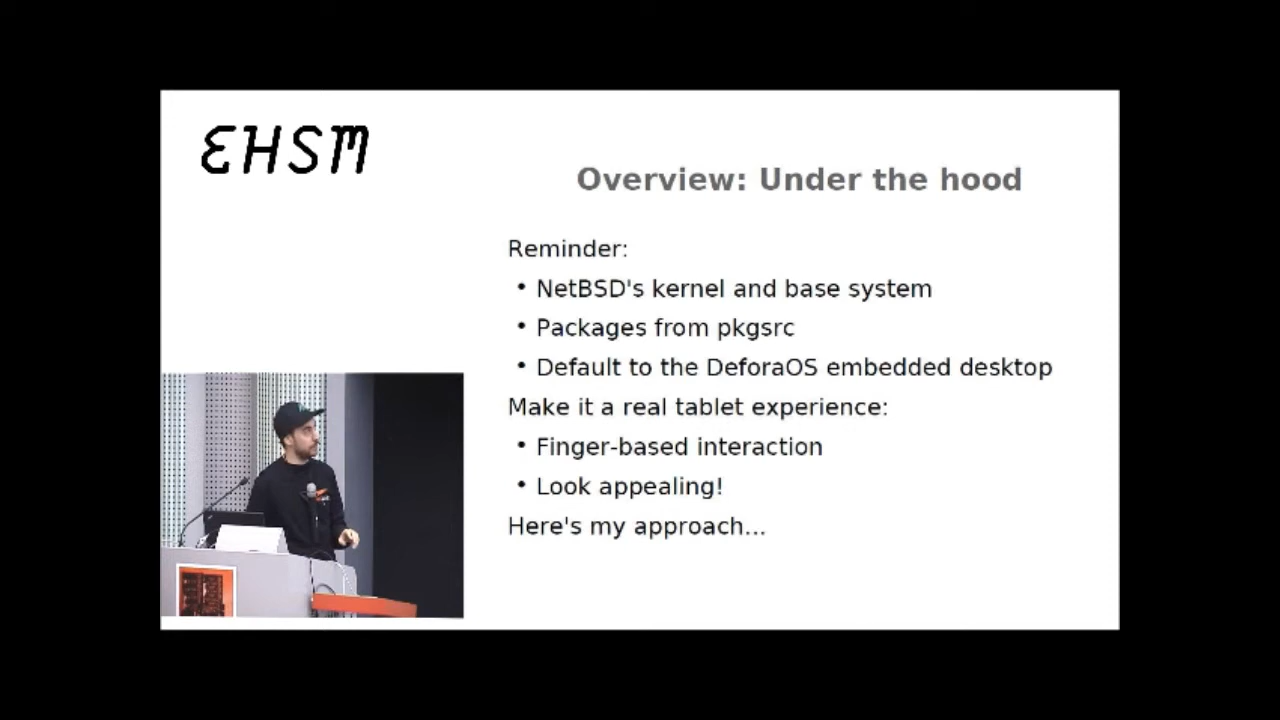 EHSM
Overview: Under the hood
Reminder:
• NetBSD's kernel and base system
• Packages from pkgsrc
• Default to the DeforaOS embedded desktop
Make it a real tablet experience:
• Finger-based interaction
• Look appealing!
Here's my approach...